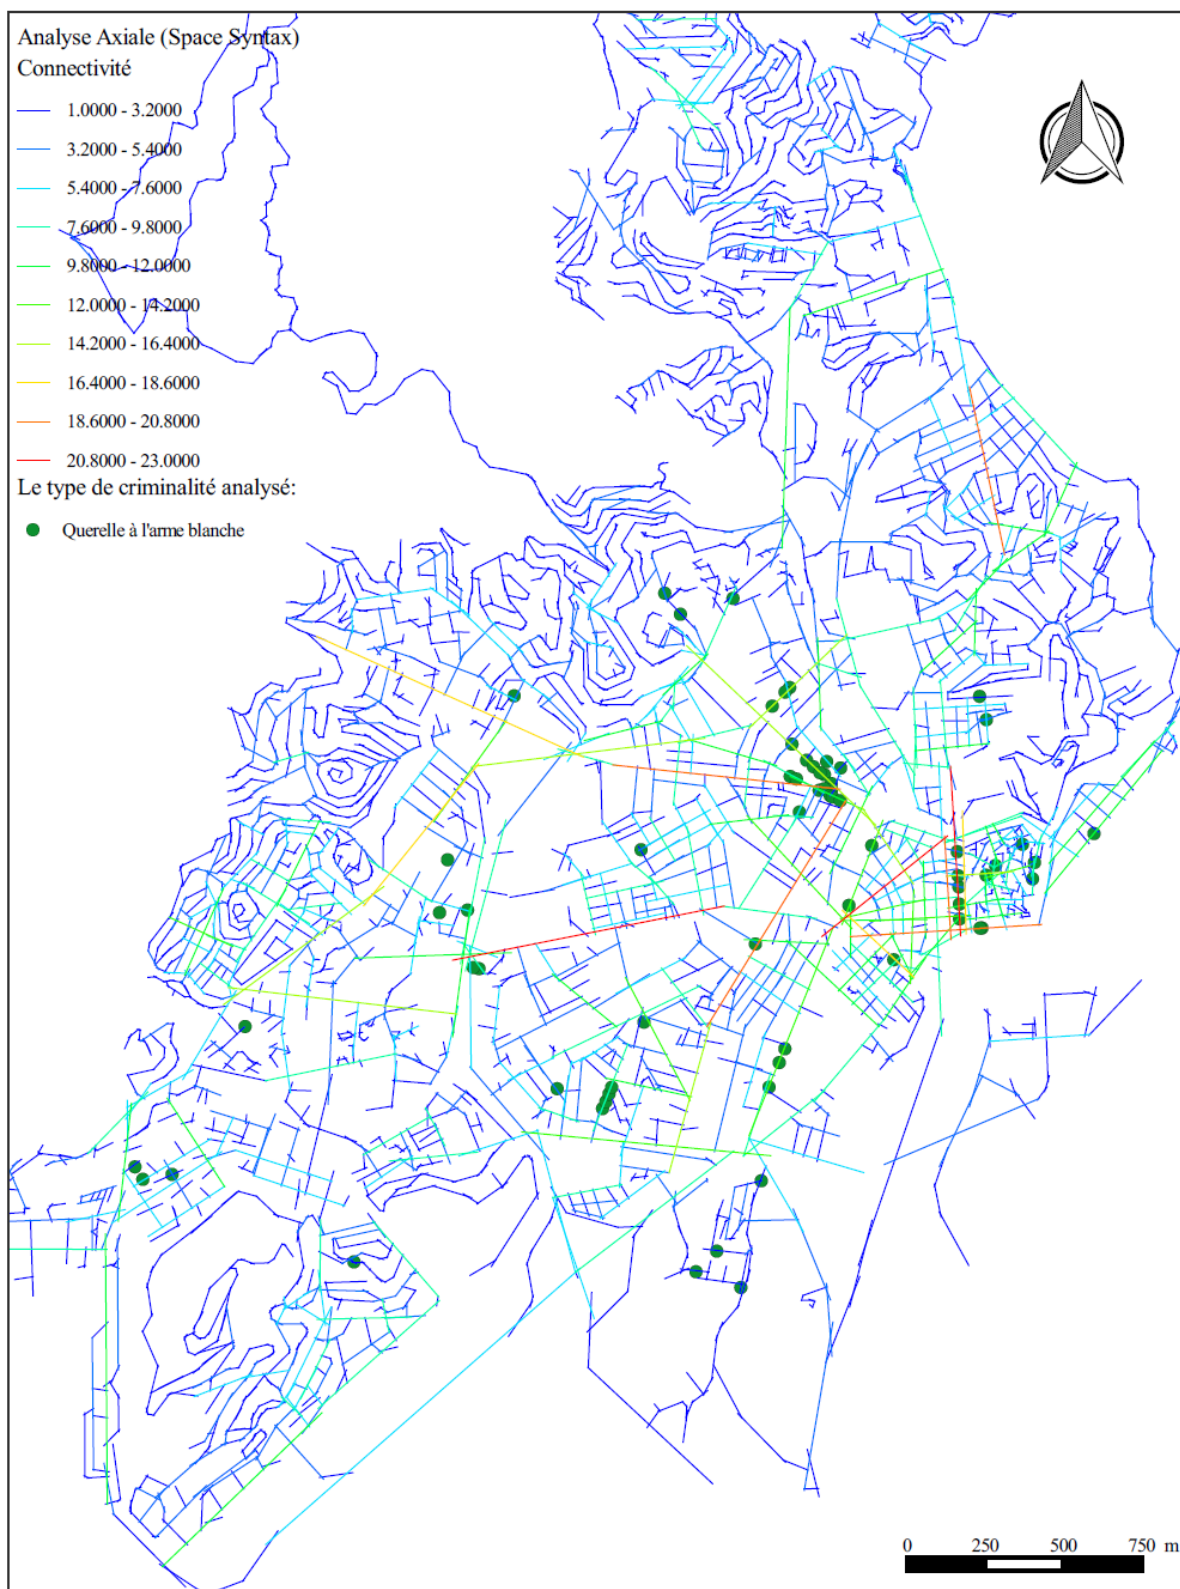 Analyse Axiale (Space Syntax)
Connectivité
1.0000 - 3.2000
3.2000 - 5.4000
5.4000 - 7.6000
7.6000 - 9.8000
9.8000 - 12.0000
12.0000 - 14.2000
14.2000 - 16.4000
16.4000 - 18.6000
18.6000 - 20.8000
20.8000 - 23.0000
Le type de criminalité analysé:
Querelle à l'arme blanche
0 250 500 750 m